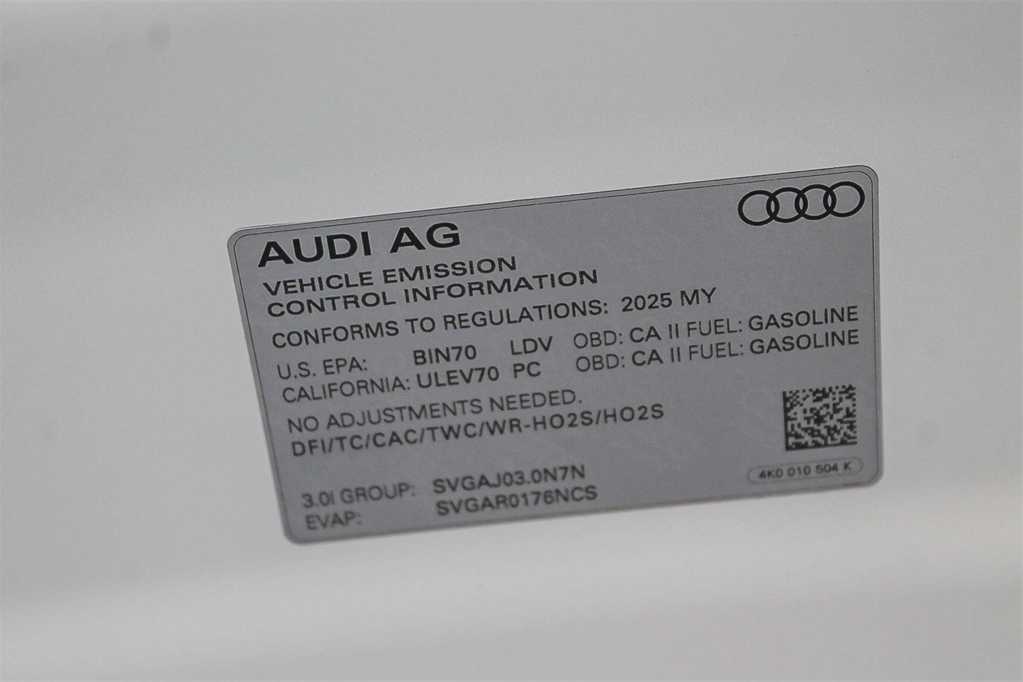 AUDI AG
VEHICLE EMISSION
CONTROL INFORMATION
CONFORMS TO REGULATIONS: 2025 MY
U.S. EPA: BIN70 LDV OBD: CA II FUEL: GASOLINE
CALIFORNIA: ULEV70 PC OBD: CA II FUEL: GASOLINE
NO ADJUSTMENTS NEEDED.
DFI/TC/CAC/TWC/WR-HO2S/HO2S
3.0l GROUP: SVGAJ03.0N7N
EVAP: SVGAR0176NCS
4K0 010 504 K